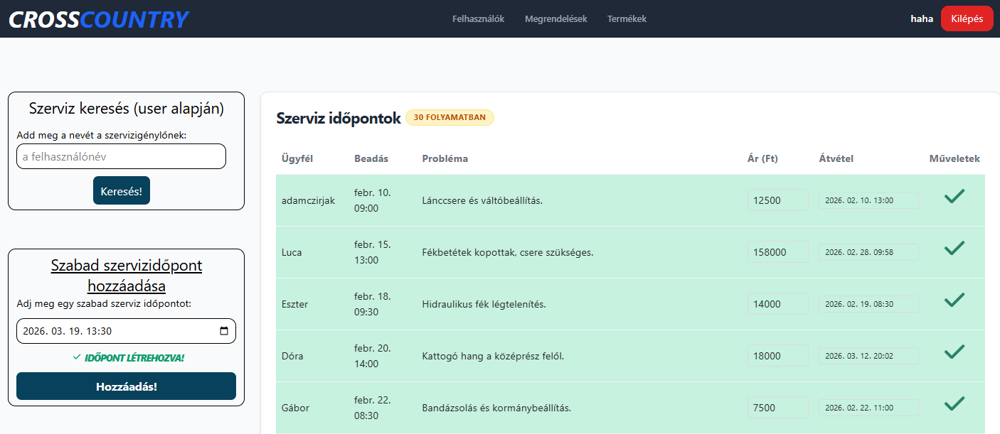 CROSSCOUNTRY
Felhasználók Megrendelések Termékek
haha Kilépés
Szerviz keresés (user alapján)
Add meg a nevét a szervizigénylőnek:
a felhasználónév
Keresés!
Szabad szervizidőpont
hozzáadása
Adj meg egy szabad szerviz időpontot:
2026. 03. 19. 13:30
IDŐPONT LÉTREHOZVA!
Hozzáadás!
Szerviz időpontok 30 FOLYAMATBAN
Ügyfél Beadás Probléma Ár (Ft) Átvétel Műveletek
adamczirjak febr. 10. 09:00 Lánccsere és váltóbeállítás. 12500 2026. 02. 10. 13:00
Luca febr. 15. 13:00 Fékbetétek kopottak, csere szükséges. 158000 2026. 02. 28. 09:58
Eszter febr. 18. 09:30 Hidraulikus fék légtelenítés. 14000 2026. 02. 19. 08:30
Dóra febr. 20. 14:00 Kattogó hang a középrész felől. 18000 2026. 03. 12. 20:02
Gábor febr. 22. 08:30 Bandázsolás és kormánybeállítás. 7500 2026. 02. 22. 11:00